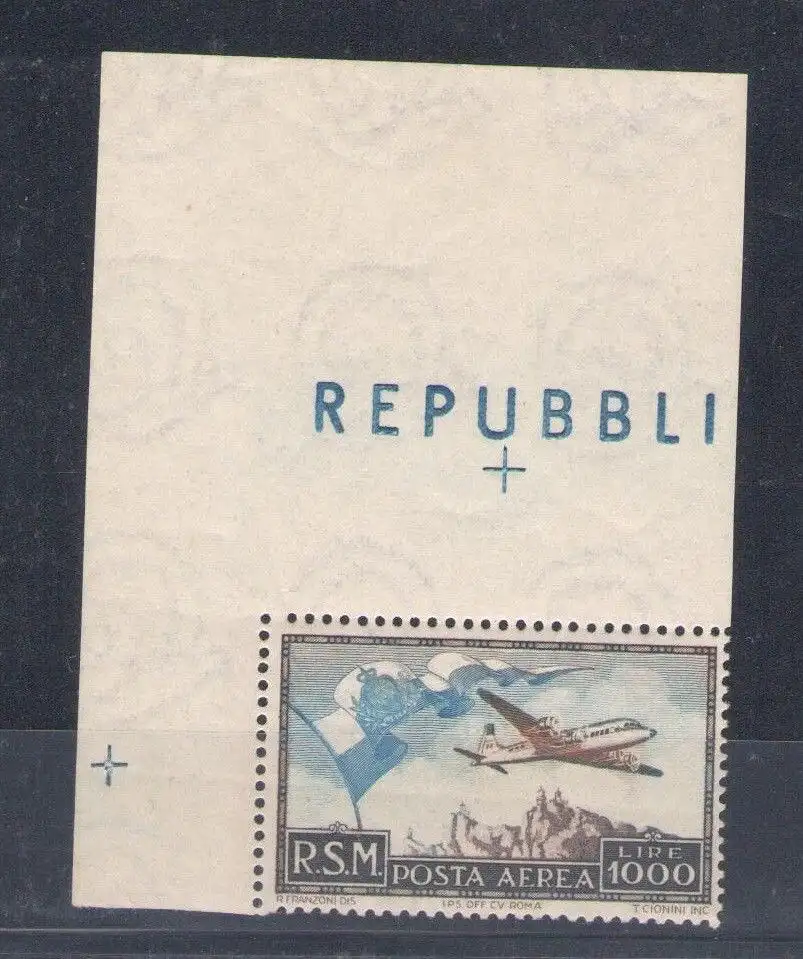 REPUBBLI
R.S.M.
POSTA AEREA
LIRE
1000
R.FRANZONI DIS
I.P.S. OFF. C.V. ROMA
T. CIONINI INC